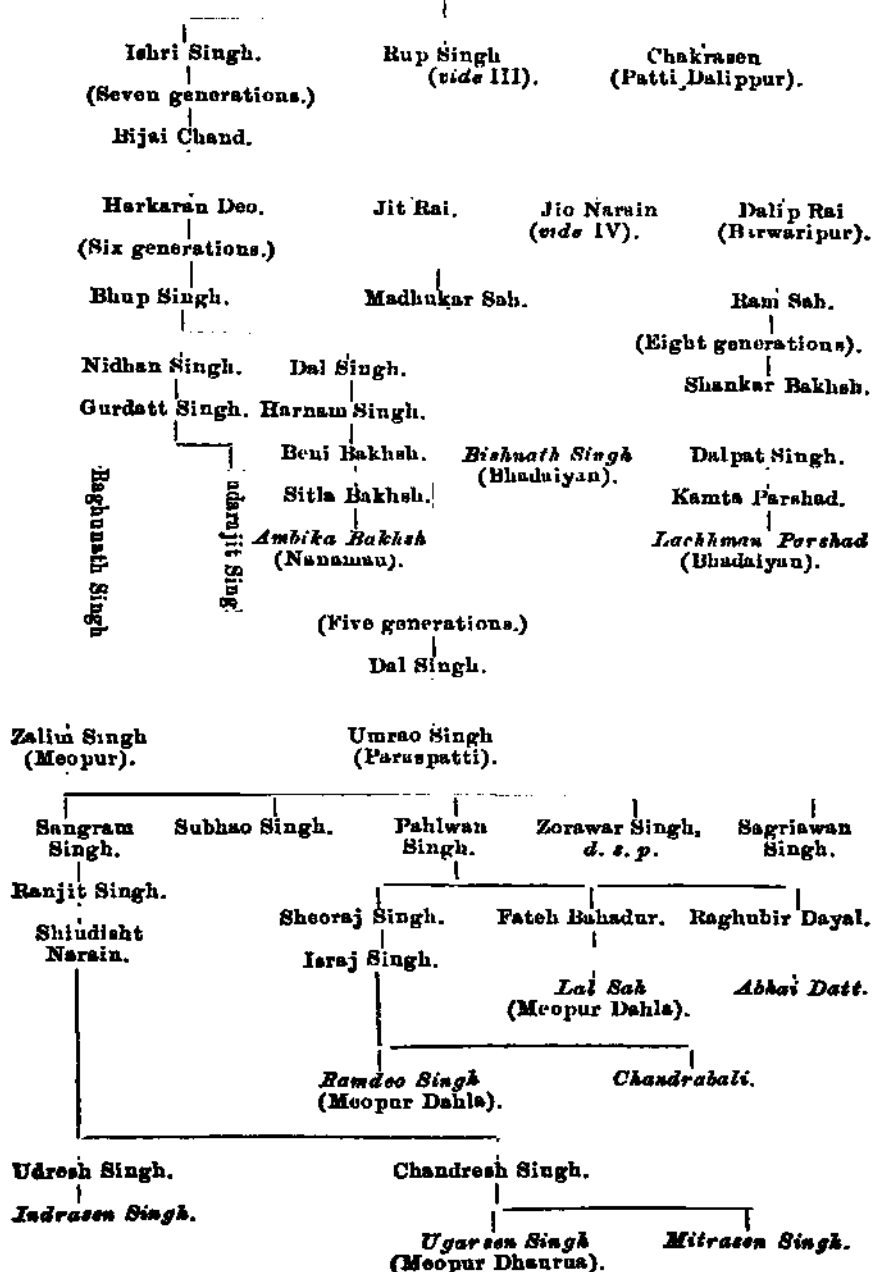 Ishri Singh. Rup Singh Chakrasen
(vide III). (Patti Dalippur).
(Seven generations.)
Bijai Chand.
Harkaran Deo. Jit Rai. Jio Narain Dalip Rai
(vide IV). (Birwaripur).
(Six generations.)
Bhup Singh. Madhukar Sah. Ram Sah.
(Eight generations).
Nidhan Singh. Dal Singh.
Shankar Bakhsh.
Gurdatt Singh. Harnam Singh.
Beni Bakhsh. Bishnath Singh Dalpat Singh.
(Bhadaiyan).
Sitla Bakhsh. Kamta Parshad.
Raghunath Singh
ndarajit Sing
Ambika Bakhsh Lachhman Parshad
(Nanamau). (Bhadaiyan).
(Five generations.)
Dal Singh.
Zalim Singh Umrao Singh
(Meopur). (Paraspatti).
Sangram Subhao Singh. Pahlwan Zorawar Singh, Sagriawan
Singh. Singh. d. s. p. Singh.
Ranjit Singh.
Sheoraj Singh. Fateh Bahadur. Raghubir Dayal.
Shiudisht
Narain.
Israj Singh.
Lal Sah Abhai Datt.
(Meopur Dahla).
Ramdeo Singh Chandrabali.
(Meopur Dahla).
Udresh Singh. Chandresh Singh.
Indrasen Singh.
Ugarsen Singh Mitrasen Singh.
(Meopur Dhaurua).